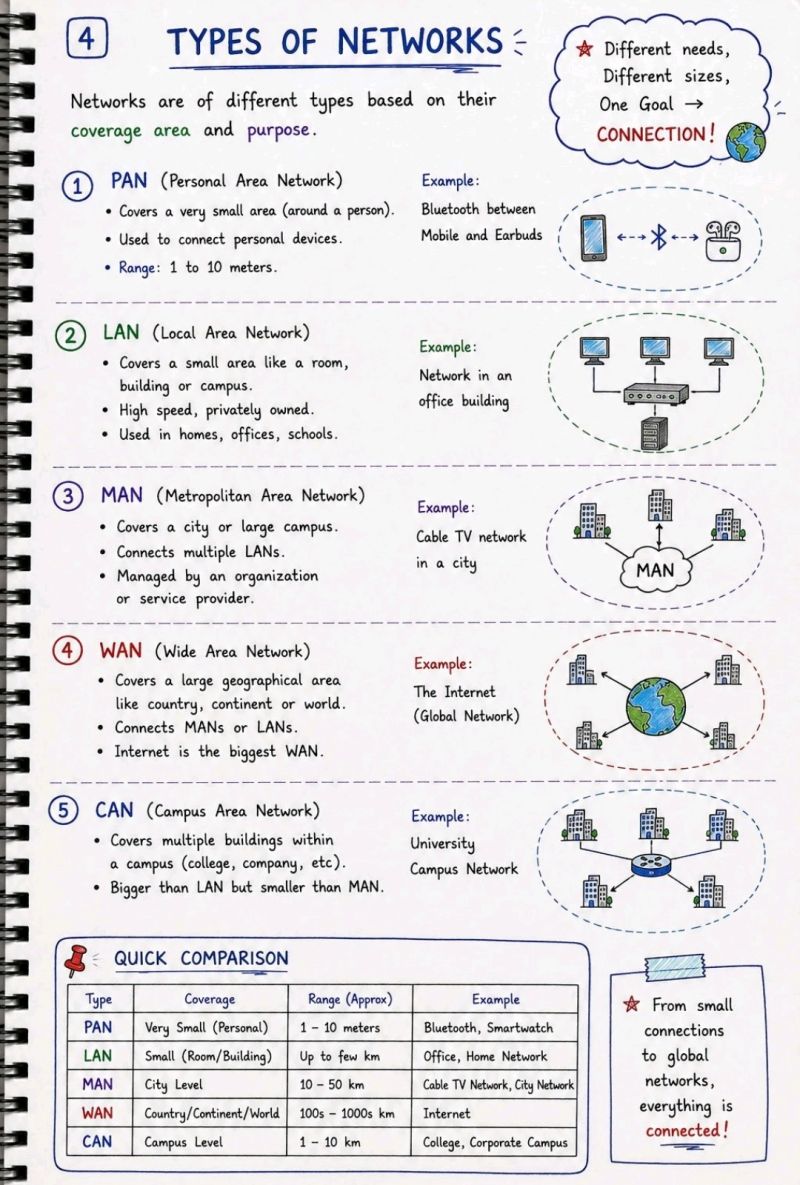 4
TYPES OF NETWORKS
★ Different needs,
Different sizes,
One Goal →
CONNECTION!
Networks are of different types based on their
coverage area and purpose.
1 PAN (Personal Area Network)
• Covers a very small area (around a person).
• Used to connect personal devices.
• Range: 1 to 10 meters.
Example:
Bluetooth between
Mobile and Earbuds
2 LAN (Local Area Network)
• Covers a small area like a room,
building or campus.
• High speed, privately owned.
• Used in homes, offices, schools.
Example:
Network in an
office building
3 MAN (Metropolitan Area Network)
• Covers a city or large campus.
• Connects multiple LANs.
• Managed by an organization
or service provider.
Example:
Cable TV network
in a city
MAN
4 WAN (Wide Area Network)
• Covers a large geographical area
like country, continent or world.
• Connects MANs or LANs.
• Internet is the biggest WAN.
Example:
The Internet
(Global Network)
5 CAN (Campus Area Network)
• Covers multiple buildings within
a campus (college, company, etc).
• Bigger than LAN but smaller than MAN.
Example:
University
Campus Network
QUICK COMPARISON
Type Coverage Range (Approx) Example
PAN Very Small (Personal) 1 – 10 meters Bluetooth, Smartwatch
LAN Small (Room/Building) Up to few km Office, Home Network
MAN City Level 10 – 50 km Cable TV Network, City Network
WAN Country/Continent/World 100s – 1000s km Internet
CAN Campus Level 1 – 10 km College, Corporate Campus
★ From small
connections
to global
networks,
everything is
connected!